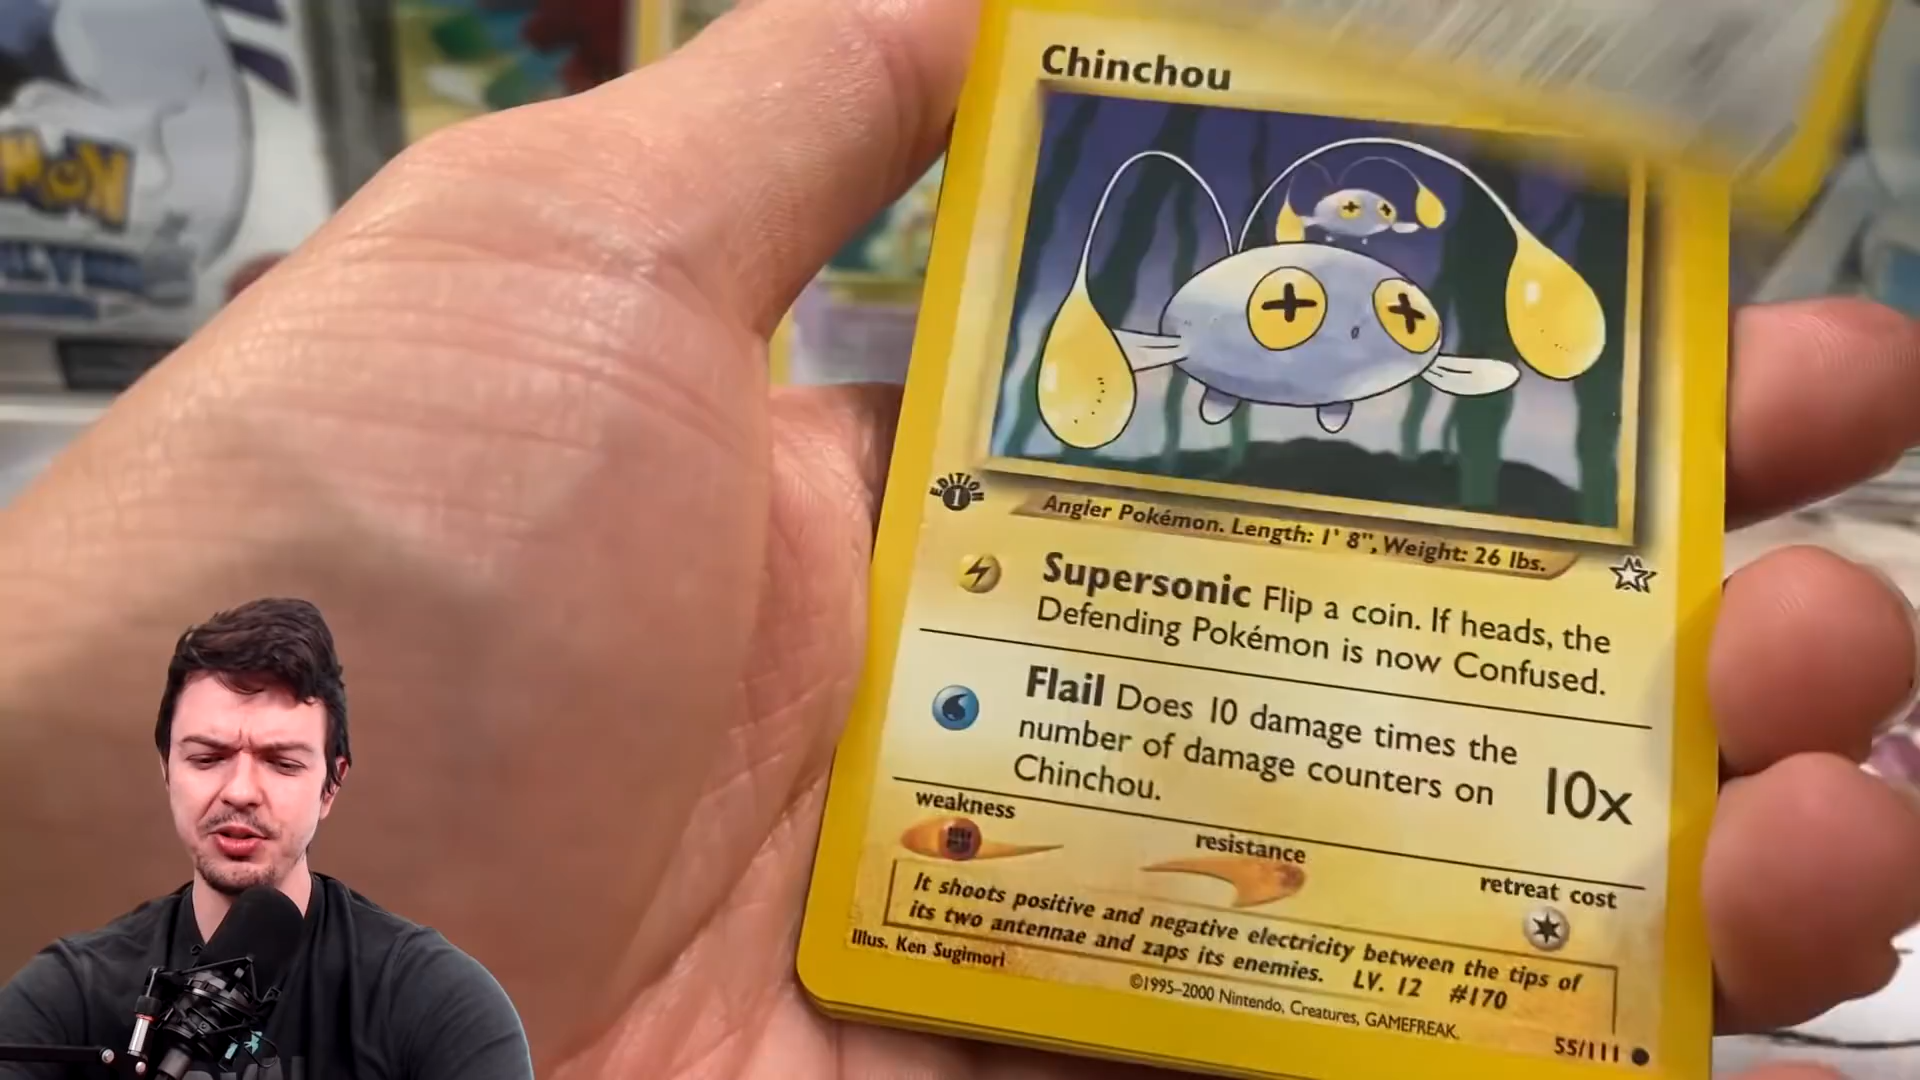 Chinchou
EDITION
1
Angler Pokémon. Length: 1' 8", Weight: 26 lbs.
Supersonic Flip a coin. If heads, the
Defending Pokémon is now Confused.
Flail Does 10 damage times the
number of damage counters on
Chinchou.
10x
weakness
resistance
retreat cost
It shoots positive and negative electricity between the tips of
its two antennae and zaps its enemies. LV. 12 #170
Illus. Ken Sugimori
©1995–2000 Nintendo, Creatures, GAMEFREAK.
55/111